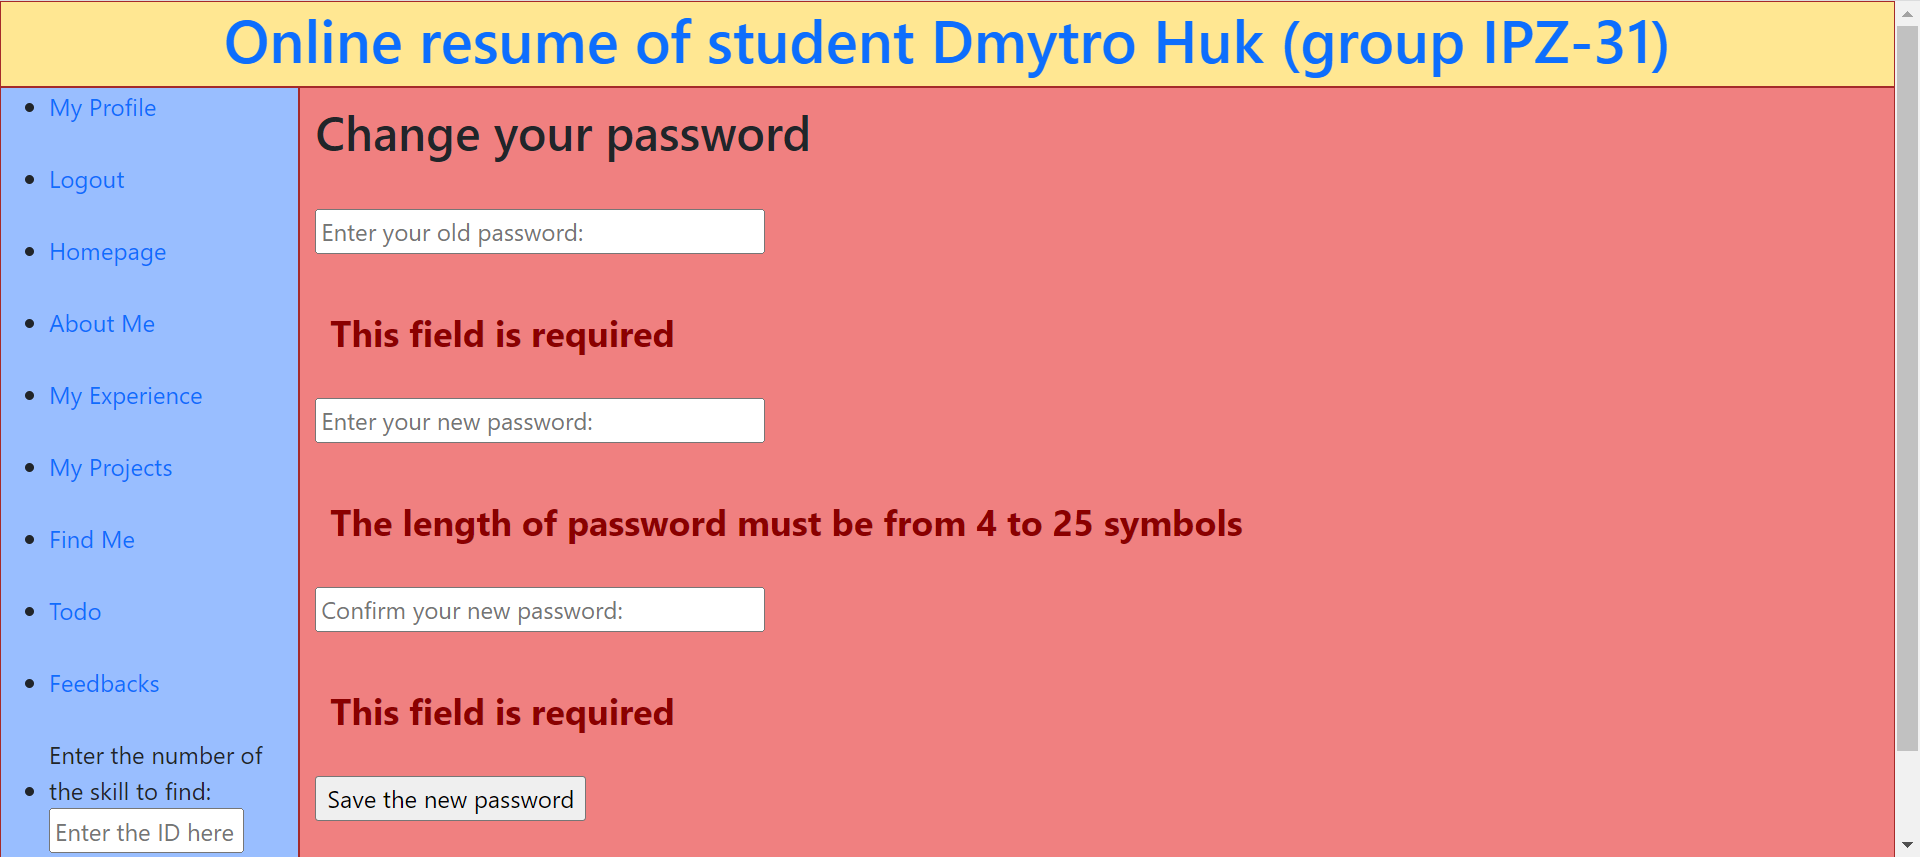 Online resume of student Dmytro Huk (group IPZ-31)
My Profile
Logout
Homepage
About Me
My Experience
My Projects
Find Me
Todo
Feedbacks
Enter the number of
the skill to find:
Enter the ID here
Change your password
Enter your old password:
This field is required
Enter your new password:
The length of password must be from 4 to 25 symbols
Confirm your new password:
This field is required
Save the new password